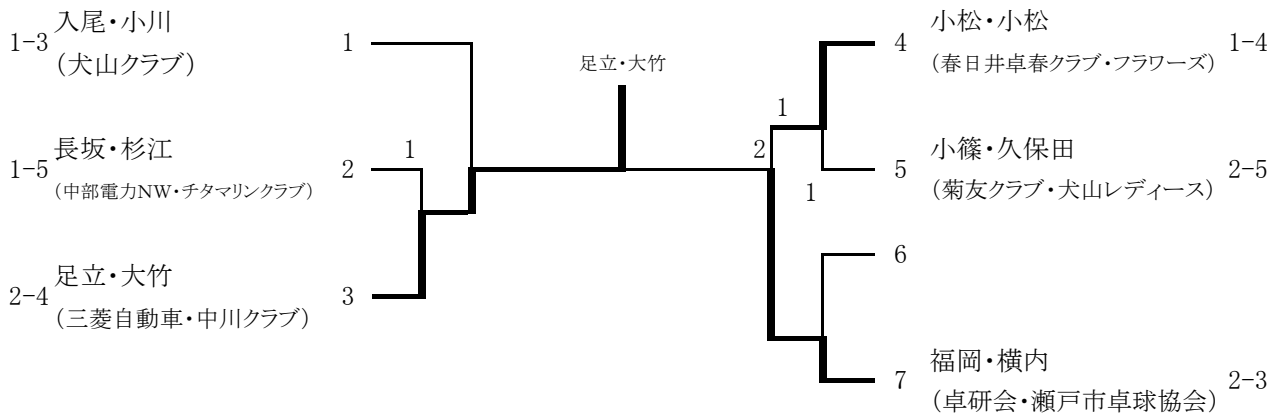 1-3
入尾・小川
(犬山クラブ)
1
1-5
長坂・杉江
(中部電力NW・チタマリンクラブ)
1
2
2-4
足立・大竹
(三菱自動車・中川クラブ)
3
足立・大竹
4
小松・小松
(春日井卓春クラブ・フラワーズ)
1-4
1
2
5
小篠・久保田
(菊友クラブ・犬山レディース)
2-5
1
6
7
福岡・横内
(卓研会・瀬戸市卓球協会)
2-3